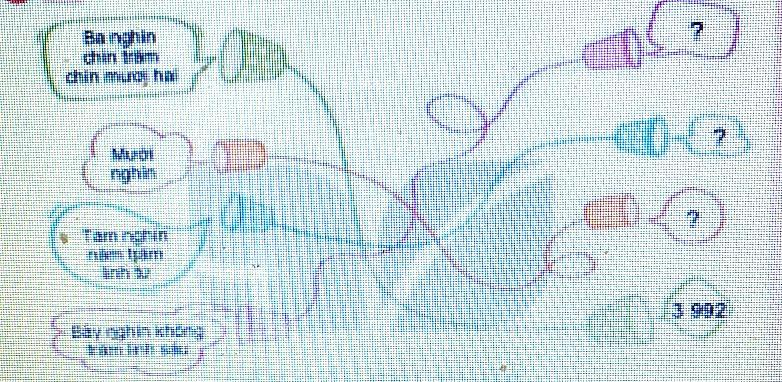 Ba nghìn
chín trăm
chín mươi hai
?
Mười
nghìn
?
Tám nghìn
năm trăm
linh tư
?
Bảy nghìn không
trăm linh sáu
3 992